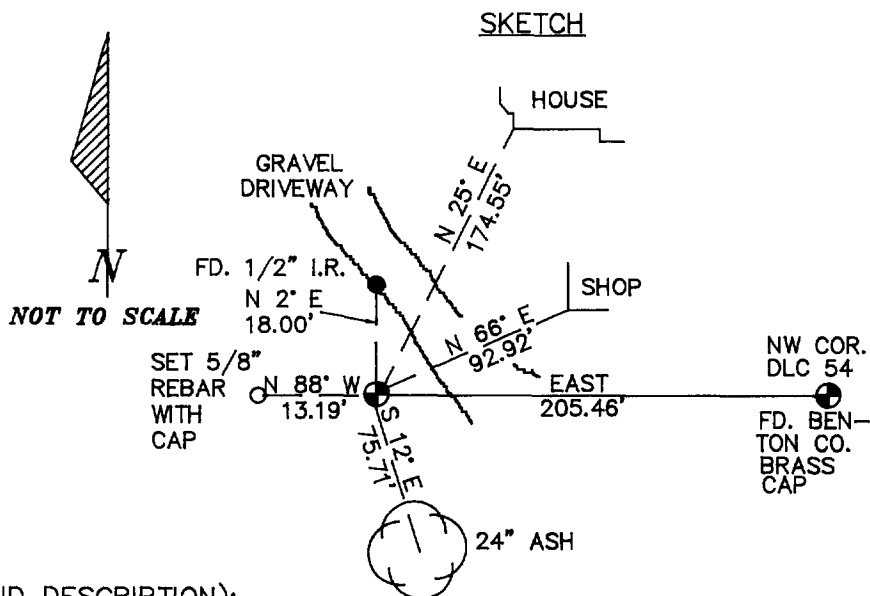 SKETCH
HOUSE
GRAVEL
DRIVEWAY
N 25° E
174.55'
N
NOT TO SCALE
FD. 1/2" I.R.
N 2° E
18.00'
SHOP
N 66° E
92.92'
SET 5/8"
REBAR
WITH
CAP
N 88° W
13.19'
EAST
205.46'
NW COR.
DLC 54
FD. BEN-
TON CO.
BRASS
CAP
S 12° E
75.71'
24" ASH